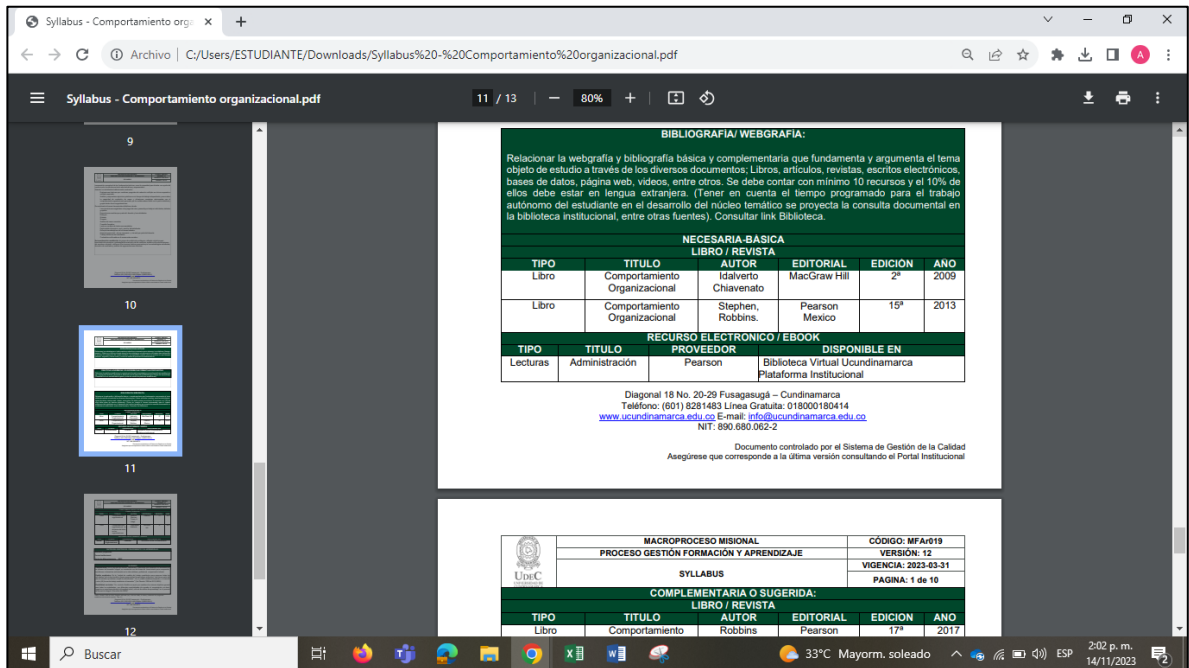 Syllabus - Comportamiento orga
Archivo | C:/Users/ESTUDIANTE/Downloads/Syllabus%20-%20Comportamiento%20organizacional.pdf
A
Syllabus - Comportamiento organizacional.pdf
11 / 13
80%
9
10
11
12
BIBLIOGRAFÍA/ WEBGRAFÍA:
Relacionar la webgrafía y bibliografía básica y complementaria que fundamenta y argumenta el tema
objeto de estudio a través de los diversos documentos; Libros, artículos, revistas, escritos electrónicos,
bases de datos, página web, videos, entre otros. Se debe contar con mínimo 10 recursos y el 10% de
ellos debe estar en lengua extranjera. (Tener en cuenta el tiempo programado para el trabajo
autónomo del estudiante en el desarrollo del núcleo temático se proyecta la consulta documental en
la biblioteca institucional, entre otras fuentes). Consultar link Biblioteca.
NECESARIA-BÁSICA
LIBRO / REVISTA
TIPO TITULO AUTOR EDITORIAL EDICIÓN AÑO
Libro Comportamiento Idalverto MacGraw Hill 2ª 2009
Organizacional Chiavenato
Libro Comportamiento Stephen, Pearson 15ª 2013
Organizacional Robbins. Mexico
RECURSO ELECTRÓNICO / EBOOK
TIPO TITULO PROVEEDOR DISPONIBLE EN
Lecturas Administración Pearson Biblioteca Virtual Ucundinamarca
Plataforma Institucional
Diagonal 18 No. 20-29 Fusagasugá – Cundinamarca
Teléfono: (601) 8281483 Línea Gratuita: 018000180414
www.ucundinamarca.edu.co E-mail: info@ucundinamarca.edu.co
NIT: 890.680.062-2
Documento controlado por el Sistema de Gestión de la Calidad
Asegúrese que corresponde a la última versión consultando el Portal Institucional
UDEC
MACROPROCESO MISIONAL CÓDIGO: MFAr019
PROCESO GESTIÓN FORMACIÓN Y APRENDIZAJE VERSIÓN: 12
SYLLABUS VIGENCIA: 2023-03-31
PAGINA: 1 de 10
COMPLEMENTARIA O SUGERIDA:
LIBRO / REVISTA
TIPO TITULO AUTOR EDITORIAL EDICION ANO
Libro Comportamiento Robbins Pearson 17ª 2017
Buscar
33°C Mayorm. soleado
ESP
2:02 p. m.
14/11/2023